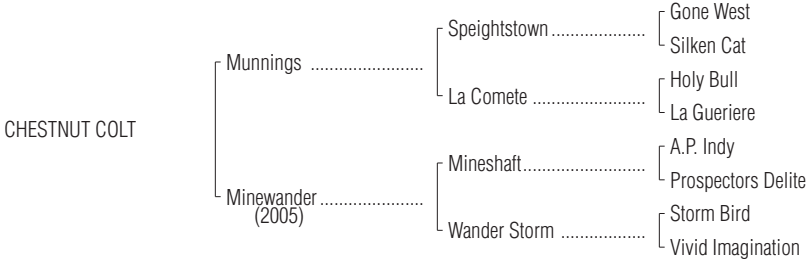 Gone West
Speightstown
Silken Cat
Munnings
Holy Bull
La Comete
La Gueriere
CHESTNUT COLT
A.P. Indy
Mineshaft
Prospectors Delite
Minewander
(2005)
Storm Bird
Wander Storm
Vivid Imagination